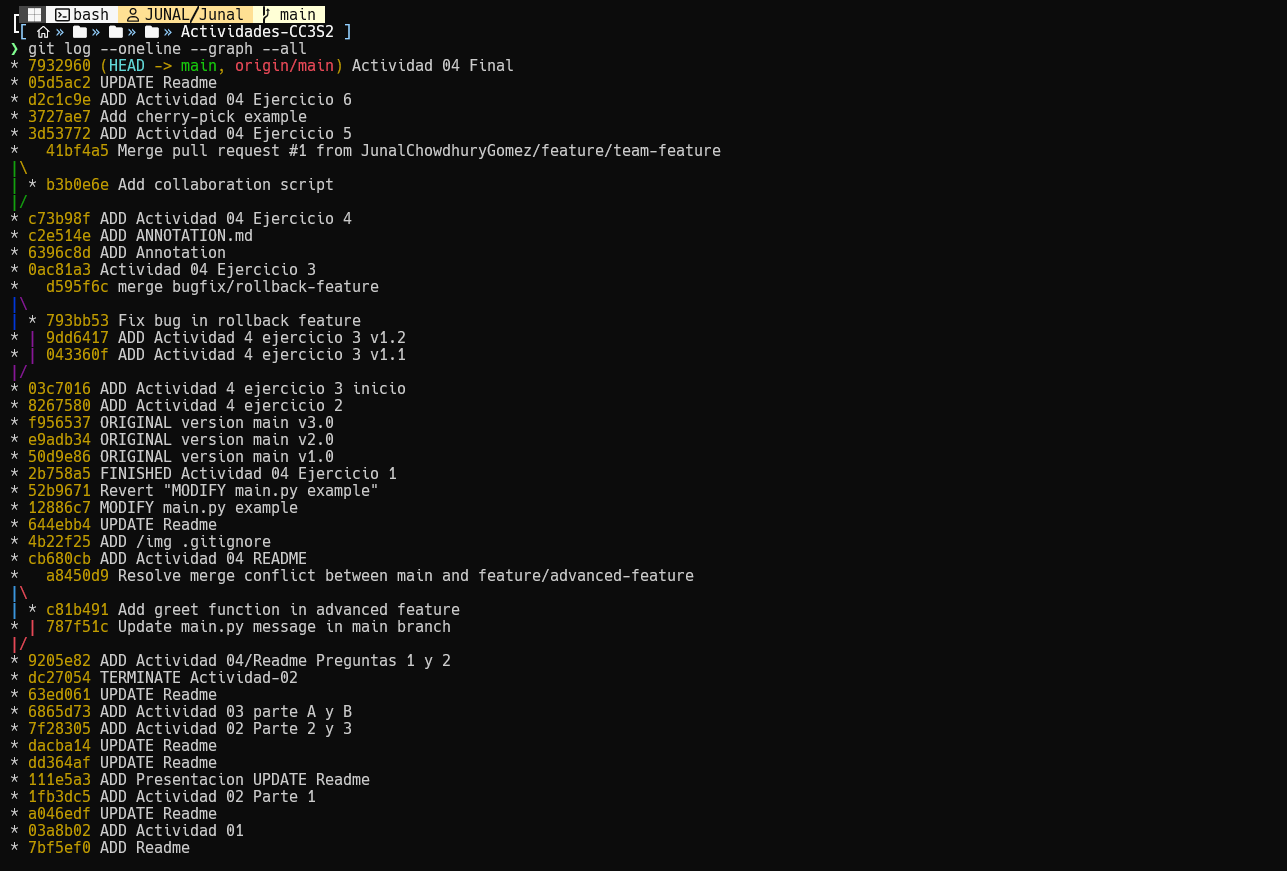 bash JUNAL/Junal main
[ » » » » Actividades-CC3S2 ]
❯ git log --oneline --graph --all
* 7932960 (HEAD -> main, origin/main) Actividad 04 Final
* 05d5ac2 UPDATE Readme
* d2c1c9e ADD Actividad 04 Ejercicio 6
* 3727ae7 Add cherry-pick example
* 3d53772 ADD Actividad 04 Ejercicio 5
*   41bf4a5 Merge pull request #1 from JunalChowdhuryGomez/feature/team-feature
|\
| * b3b0e6e Add collaboration script
|/
* c73b98f ADD Actividad 04 Ejercicio 4
* c2e514e ADD ANNOTATION.md
* 6396c8d ADD Annotation
* 0ac81a3 Actividad 04 Ejercicio 3
*   d595f6c merge bugfix/rollback-feature
|\
| * 793bb53 Fix bug in rollback feature
* | 9dd6417 ADD Actividad 4 ejercicio 3 v1.2
* | 043360f ADD Actividad 4 ejercicio 3 v1.1
|/
* 03c7016 ADD Actividad 4 ejercicio 3 inicio
* 8267580 ADD Actividad 4 ejercicio 2
* f956537 ORIGINAL version main v3.0
* e9adb34 ORIGINAL version main v2.0
* 50d9e86 ORIGINAL version main v1.0
* 2b758a5 FINISHED Actividad 04 Ejercicio 1
* 52b9671 Revert "MODIFY main.py example"
* 12886c7 MODIFY main.py example
* 644ebb4 UPDATE Readme
* 4b22f25 ADD /img .gitignore
* cb680cb ADD Actividad 04 README
*   a8450d9 Resolve merge conflict between main and feature/advanced-feature
|\
| * c81b491 Add greet function in advanced feature
* | 787f51c Update main.py message in main branch
|/
* 9205e82 ADD Actividad 04/Readme Preguntas 1 y 2
* dc27054 TERMINATE Actividad-02
* 63ed061 UPDATE Readme
* 6865d73 ADD Actividad 03 parte A y B
* 7f28305 ADD Actividad 02 Parte 2 y 3
* dacba14 UPDATE Readme
* dd364af UPDATE Readme
* 111e5a3 ADD Presentacion UPDATE Readme
* 1fb3dc5 ADD Actividad 02 Parte 1
* a046edf UPDATE Readme
* 03a8b02 ADD Actividad 01
* 7bf5ef0 ADD Readme